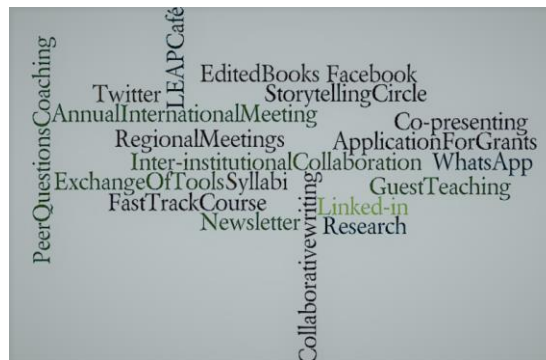 PeerQuestionsCoaching
LEAPCafé
EditedBooks Facebook
Twitter
StorytellingCircle
AnnualInternationalMeeting
Co-presenting
RegionalMeetings
ApplicationForGrants
Inter-institutionalCollaboration
WhatsApp
ExchangeOfToolsSyllabi
GuestTeaching
FastTrackCourse
Linked-in
Newsletter
Research
Collaborativewriting